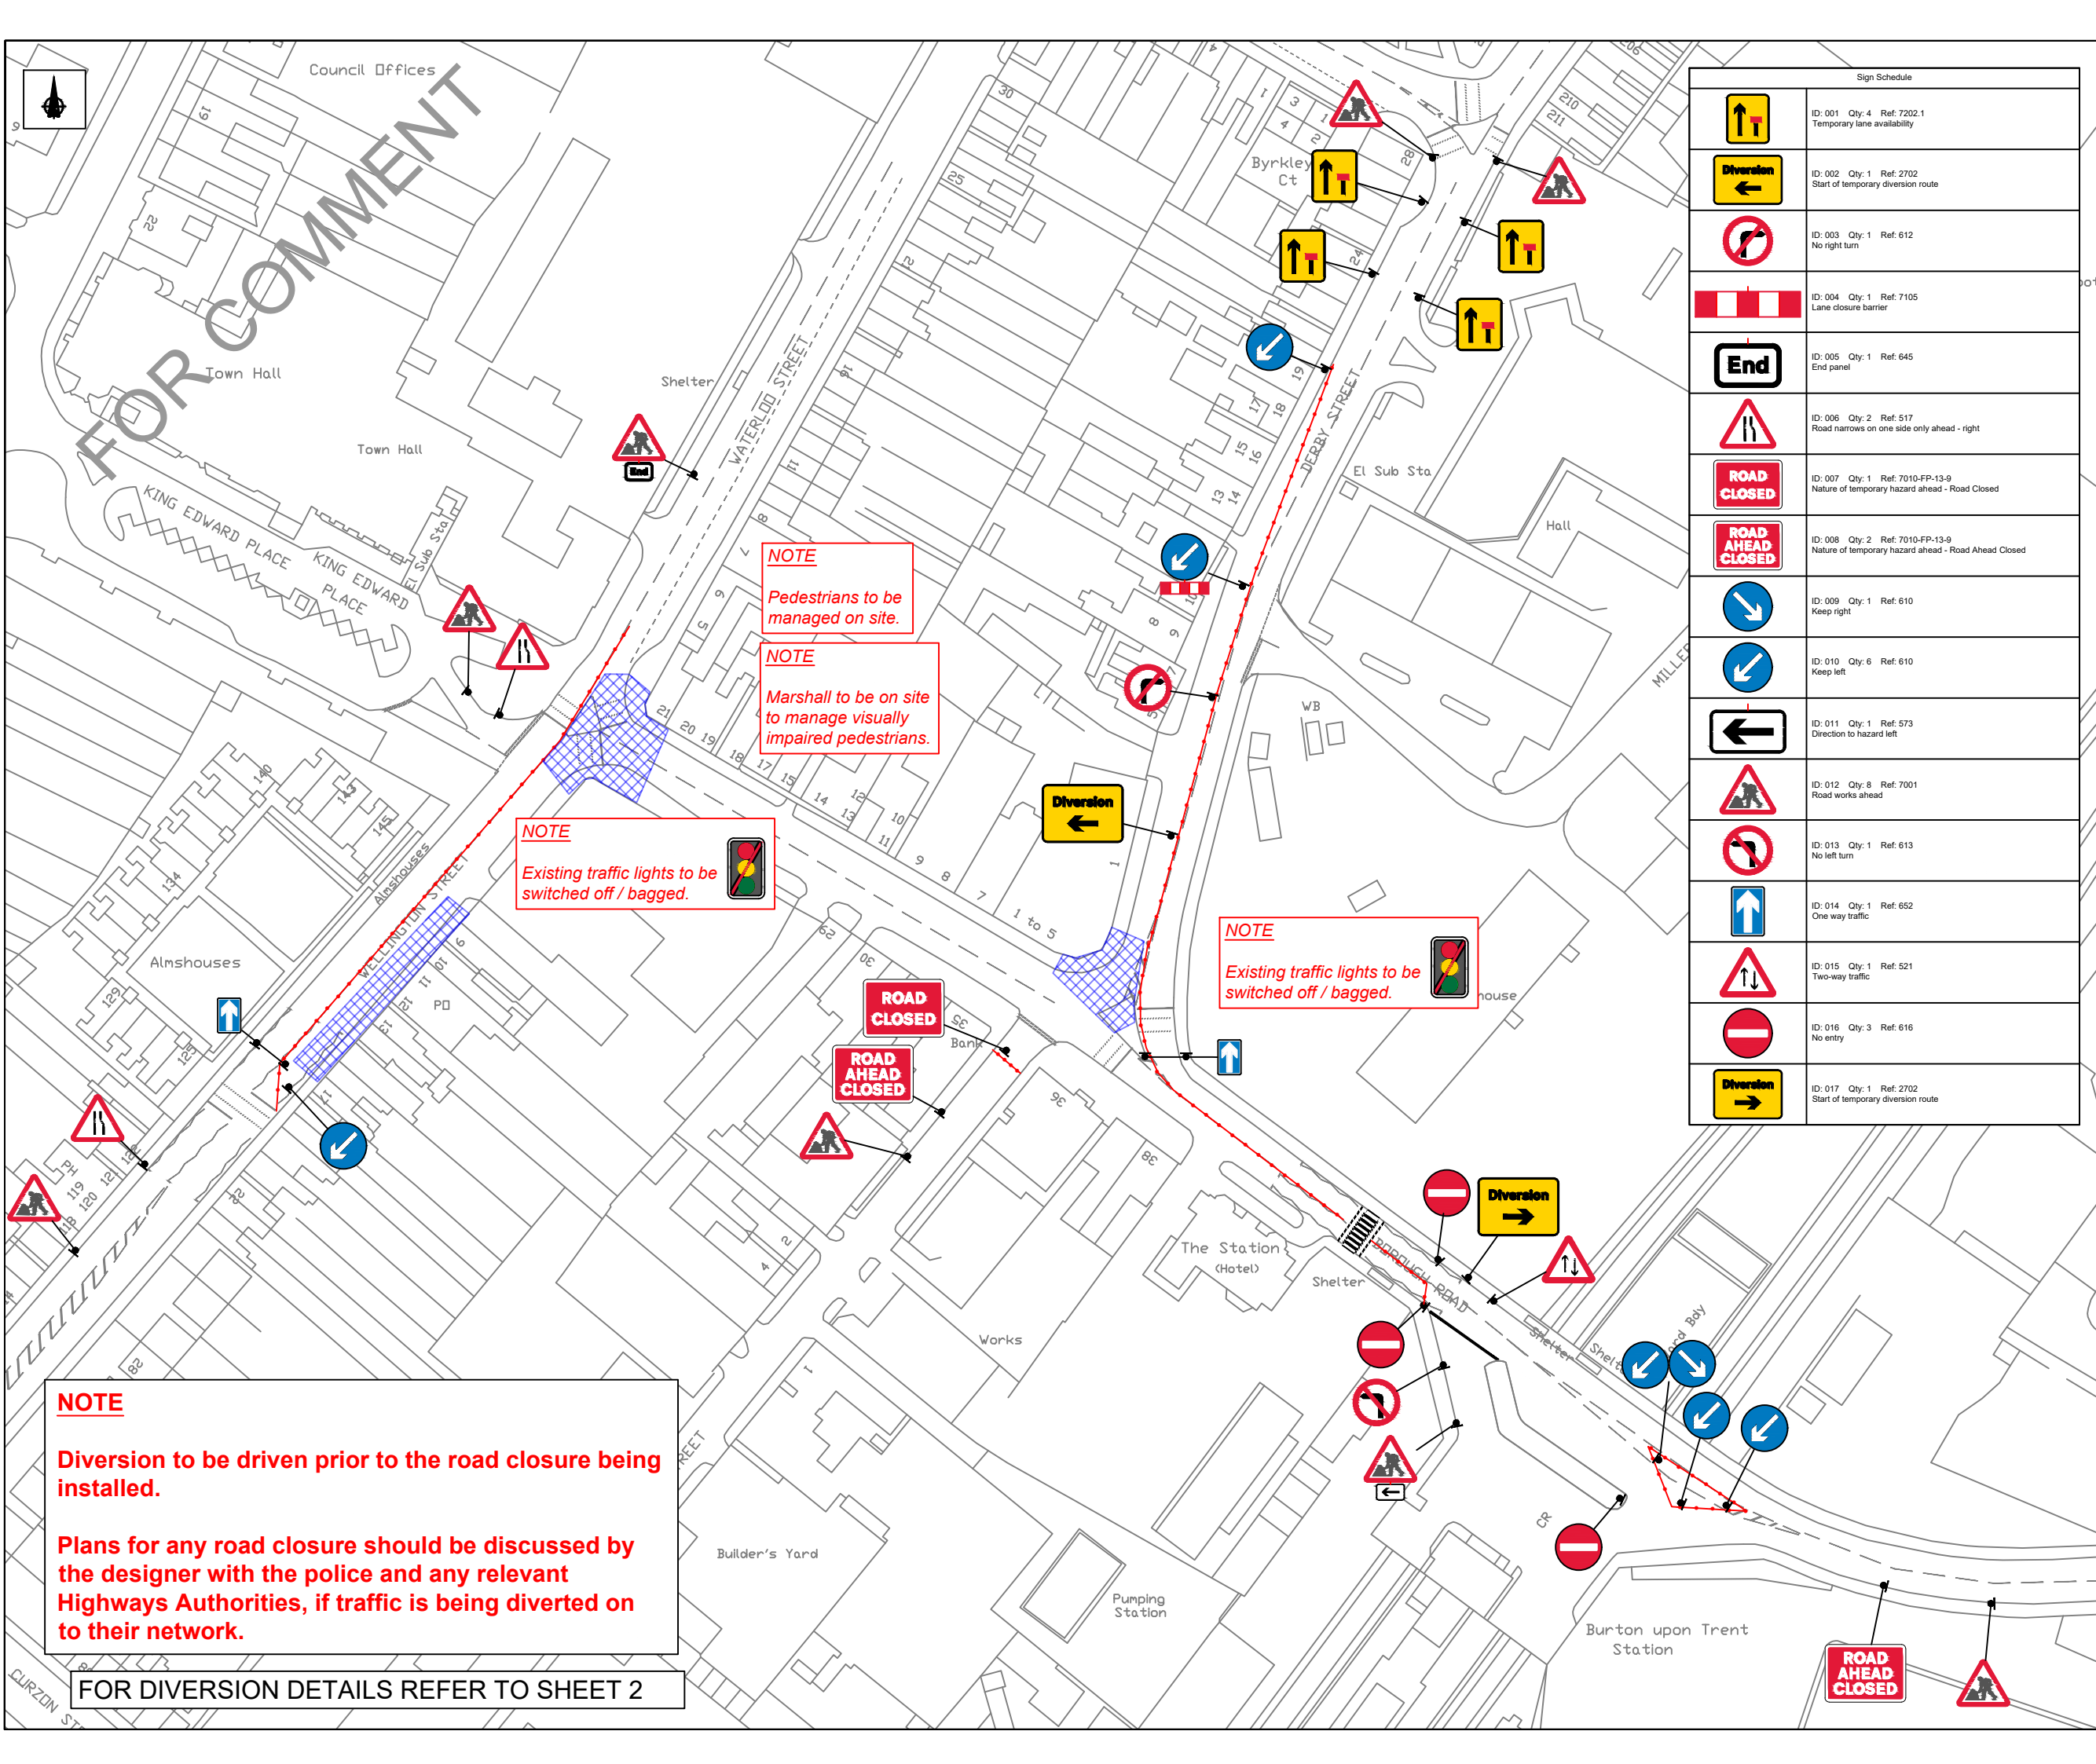 Council Offices
FOR COMMENT
Town Hall
Town Hall
KING EDWARD PLACE
KING EDWARD
PLACE
El Sub Sta
Shelter
WATERLOO STREET
End
Byrkley
Ct
DERBY STREET
El Sub Sta
Hall
WB
NOTE
Pedestrians to be
managed on site.
NOTE
Marshall to be on site
to manage visually
impaired pedestrians.
Diversion
NOTE
Existing traffic lights to be
switched off / bagged.
NOTE
Existing traffic lights to be
switched off / bagged.
Almshouses
Almshouses
WELLINGTON STREET
PO
PH
1 to 5
Bank
ROAD
CLOSED
ROAD
AHEAD
CLOSED
The Station
(Hotel)
Shelter
BOROUGH ROAD
Diversion
Shelter
Works
Builder's Yard
Pumping
Station
CR
Burton upon Trent
Station
ROAD
AHEAD
CLOSED
NOTE
Diversion to be driven prior to the road closure being
installed.
Plans for any road closure should be discussed by
the designer with the police and any relevant
Highways Authorities, if traffic is being diverted on
to their network.
FOR DIVERSION DETAILS REFER TO SHEET 2
Sign Schedule
ID: 001 Qty: 4 Ref: 7202.1
Temporary lane availability
Diversion
ID: 002 Qty: 1 Ref: 2702
Start of temporary diversion route
ID: 003 Qty: 1 Ref: 612
No right turn
ID: 004 Qty: 1 Ref: 7105
Lane closure barrier
End
ID: 005 Qty: 1 Ref: 645
End panel
ID: 006 Qty: 2 Ref: 517
Road narrows on one side only ahead - right
ROAD
CLOSED
ID: 007 Qty: 1 Ref: 7010-FP-13-9
Nature of temporary hazard ahead - Road Closed
ROAD
AHEAD
CLOSED
ID: 008 Qty: 2 Ref: 7010-FP-13-9
Nature of temporary hazard ahead - Road Ahead Closed
ID: 009 Qty: 1 Ref: 610
Keep right
ID: 010 Qty: 6 Ref: 610
Keep left
ID: 011 Qty: 1 Ref: 573
Direction to hazard left
ID: 012 Qty: 8 Ref: 7001
Road works ahead
ID: 013 Qty: 1 Ref: 613
No left turn
ID: 014 Qty: 1 Ref: 652
One way traffic
ID: 015 Qty: 1 Ref: 521
Two-way traffic
ID: 016 Qty: 3 Ref: 616
No entry
Diversion
ID: 017 Qty: 1 Ref: 2702
Start of temporary diversion route